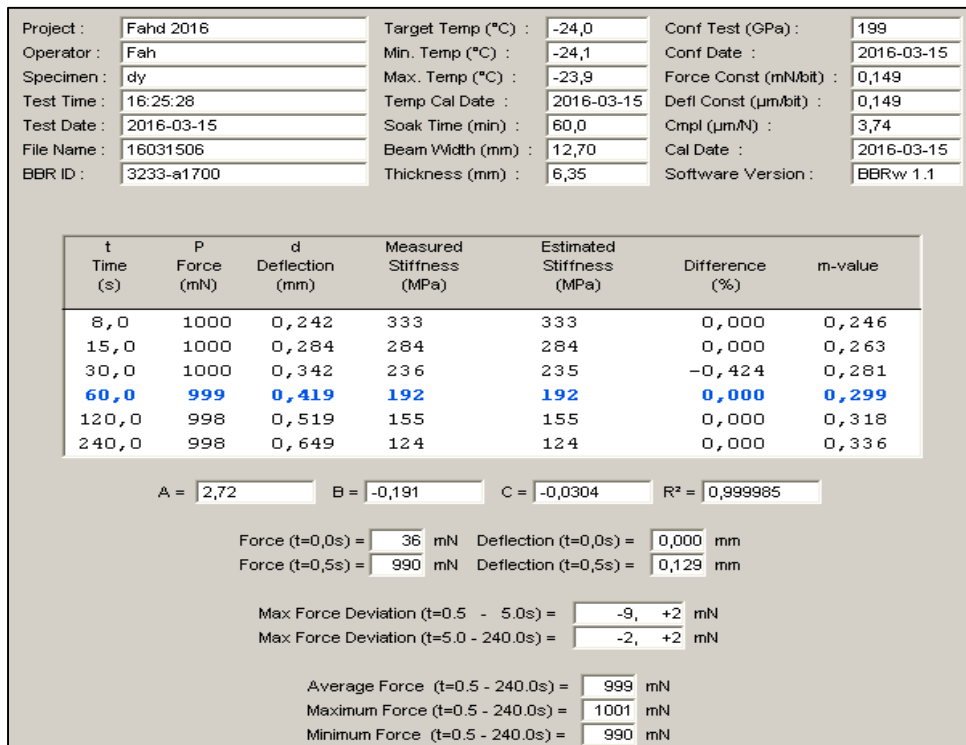 Project : Fahd 2016 Target Temp (°C) : -24,0 Conf Test (GPa) : 199
Operator : Fah Min. Temp (°C) : -24,1 Conf Date : 2016-03-15
Specimen : dy Max. Temp (°C) : -23,9 Force Const (mN/bit) : 0,149
Test Time : 16:25:28 Temp Cal Date : 2016-03-15 Defl Const (µm/bit) : 0,149
Test Date : 2016-03-15 Soak Time (min) : 60,0 Cmpl (µm/N) : 3,74
File Name : 16031506 Beam Width (mm) : 12,70 Cal Date : 2016-03-15
BBR ID : 3233-a1700 Thickness (mm) : 6,35 Software Version : BBRw 1.1
t P d Measured Estimated
Time Force Deflection Stiffness Stiffness Difference m-value
(s) (mN) (mm) (MPa) (MPa) (%)
8,0 1000 0,242 333 333 0,000 0,246
15,0 1000 0,284 284 284 0,000 0,263
30,0 1000 0,342 236 235 -0,424 0,281
60,0 999 0,419 192 192 0,000 0,299
120,0 998 0,519 155 155 0,000 0,318
240,0 998 0,649 124 124 0,000 0,336
A = 2,72 B = -0,191 C = -0,0304 R² = 0,999985
Force (t=0,0s) = 36 mN Deflection (t=0,0s) = 0,000 mm
Force (t=0,5s) = 990 mN Deflection (t=0,5s) = 0,129 mm
Max Force Deviation (t=0.5 - 5.0s) = -9, +2 mN
Max Force Deviation (t=5.0 - 240.0s) = -2, +2 mN
Average Force (t=0.5 - 240.0s) = 999 mN
Maximum Force (t=0.5 - 240.0s) = 1001 mN
Minimum Force (t=0.5 - 240.0s) = 990 mN